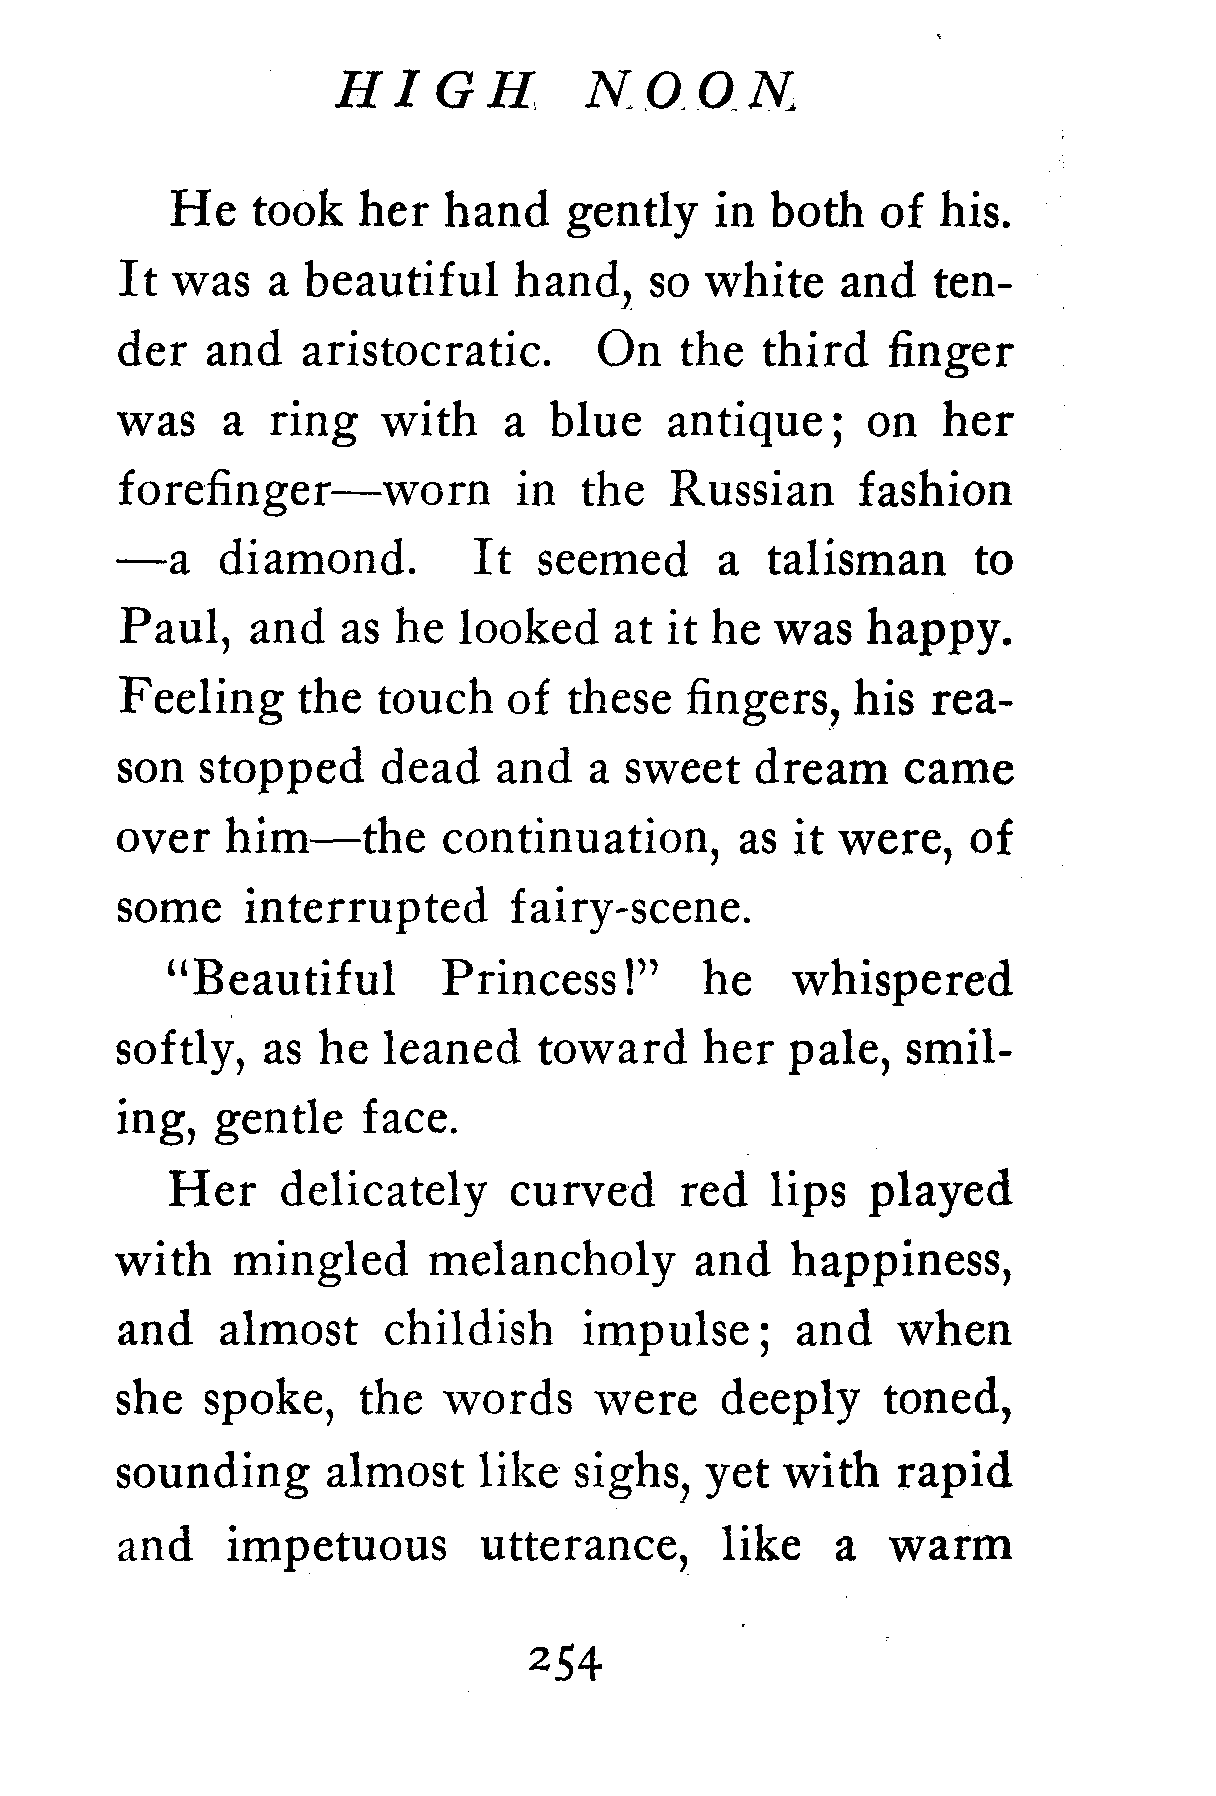 HIGH NOON
He took her hand gently in both of his.
It was a beautiful hand, so white and ten-
der and aristocratic. On the third finger
was a ring with a blue antique; on her
forefinger—worn in the Russian fashion
—a diamond. It seemed a talisman to
Paul, and as he looked at it he was happy.
Feeling the touch of these fingers, his rea-
son stopped dead and a sweet dream came
over him—the continuation, as it were, of
some interrupted fairy-scene.
"Beautiful Princess!" he whispered
softly, as he leaned toward her pale, smil-
ing, gentle face.
Her delicately curved red lips played
with mingled melancholy and happiness,
and almost childish impulse; and when
she spoke, the words were deeply toned,
sounding almost like sighs, yet with rapid
and impetuous utterance, like a warm
254